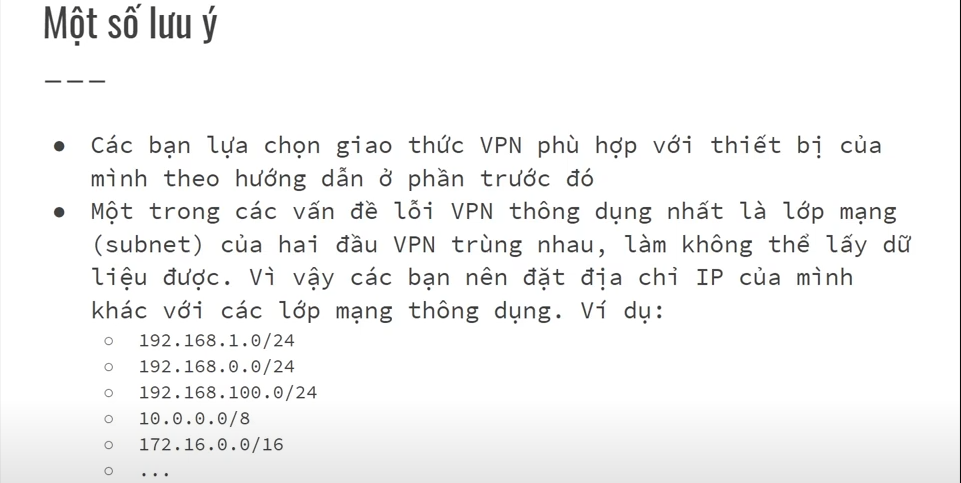 Một số lưu ý
———
● Các bạn lựa chọn giao thức VPN phù hợp với thiết bị của
mình theo hướng dẫn ở phần trước đó
● Một trong các vấn đề lỗi VPN thông dụng nhất là lớp mạng
(subnet) của hai đầu VPN trùng nhau, làm không thể lấy dữ
liệu được. Vì vậy các bạn nên đặt địa chỉ IP của mình
khác với các lớp mạng thông dụng. Ví dụ:
○ 192.168.1.0/24
○ 192.168.0.0/24
○ 192.168.100.0/24
○ 10.0.0.0/8
○ 172.16.0.0/16
○ ...